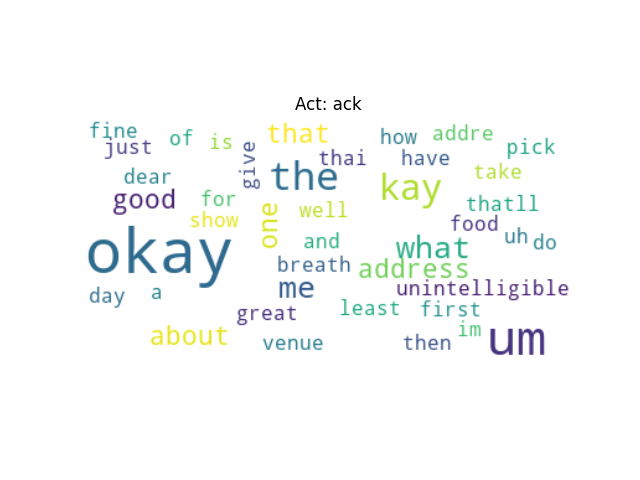 Act: ack
fine just of is that how addre pick
give thai have take
dear the kay
good for show one well thatll
food uh do
okay and what
breath address
day a me unintelligible
great least first
about venue then im um